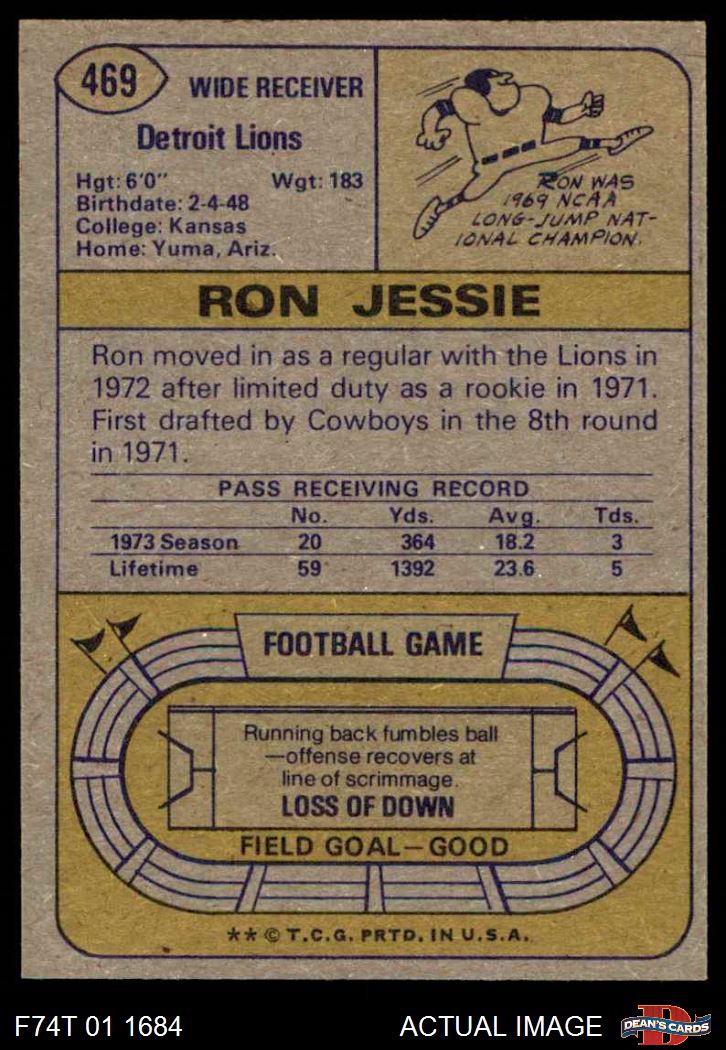 469
WIDE RECEIVER
Detroit Lions
Hgt: 6'0" Wgt: 183
Birthdate: 2-4-48
College: Kansas
Home: Yuma, Ariz.
RON WAS
1969 NCAA
LONG-JUMP NAT-
IONAL CHAMPION.
RON JESSIE
Ron moved in as a regular with the Lions in
1972 after limited duty as a rookie in 1971.
First drafted by Cowboys in the 8th round
in 1971.
PASS RECEIVING RECORD
No. Yds. Avg. Tds.
1973 Season 20 364 18.2 3
Lifetime 59 1392 23.6 5
FOOTBALL GAME
Running back fumbles ball
—offense recovers at
line of scrimmage.
LOSS OF DOWN
FIELD GOAL—GOOD
** © T.C.G. PRTD. IN U.S.A.
F74T 01 1684
ACTUAL IMAGE
D
DEAN'S CARDS